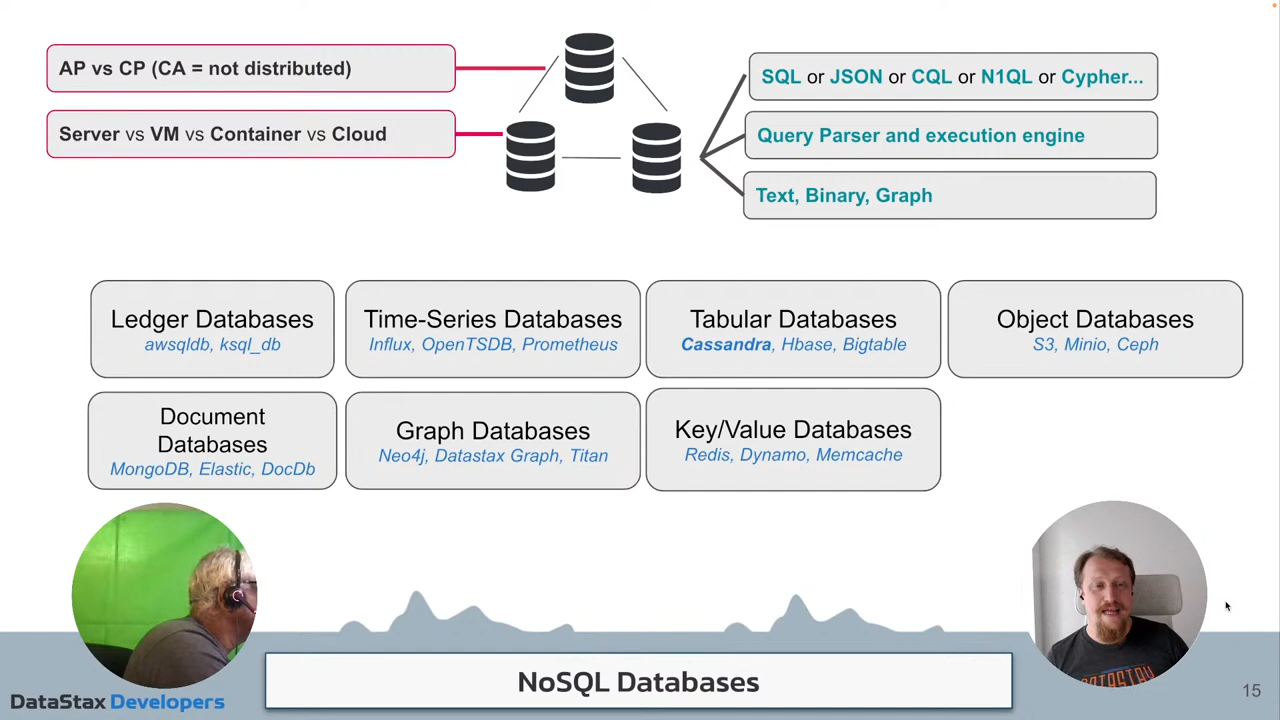 AP vs CP (CA = not distributed)
Server vs VM vs Container vs Cloud
SQL or JSON or CQL or N1QL or Cypher...
Query Parser and execution engine
Text, Binary, Graph
Ledger Databases
awsqldb, ksql_db
Time-Series Databases
Influx, OpenTSDB, Prometheus
Tabular Databases
Cassandra, Hbase, Bigtable
Object Databases
S3, Minio, Ceph
Document
Databases
MongoDB, Elastic, DocDb
Graph Databases
Neo4j, Datastax Graph, Titan
Key/Value Databases
Redis, Dynamo, Memcache
DATASTAX
NoSQL Databases
DataStax Developers
15